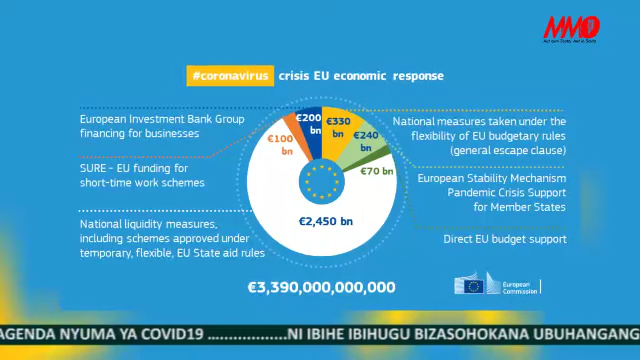 MMO
#coronavirus crisis EU economic response
European Investment Bank Group
financing for businesses
SURE - EU funding for
short-time work schemes
National liquidity measures,
including schemes approved under
temporary, flexible, EU State aid rules
€100
bn
€200
bn
€330
bn
€240
bn
€70 bn
€2,450 bn
National measures taken under the
flexibility of EU budgetary rules
(general escape clause)
European Stability Mechanism
Pandemic Crisis Support
for Member States
Direct EU budget support
€3,390,000,000,000
European
Commission
AGENDA NYUMA YA COVID19 ..................NI IBIHE IBIHUGU BIZASOHOKANA UBUHANGANG